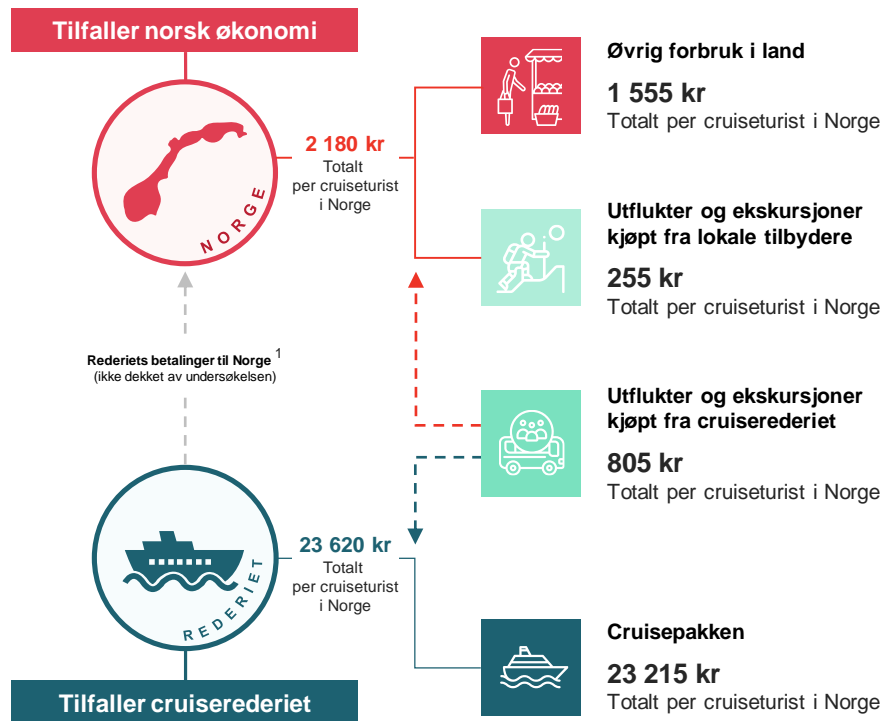 Tilfaller norsk økonomi
NORGE
2 180 kr
Totalt
per cruiseturist
i Norge
Øvrig forbruk i land
1 555 kr
Totalt per cruiseturist i Norge
Utflukter og ekskursjoner
kjøpt fra lokale tilbydere
255 kr
Totalt per cruiseturist i Norge
Rederiets betalinger til Norge 1
(ikke dekket av undersøkelsen)
Utflukter og ekskursjoner
kjøpt fra cruiserederiet
805 kr
Totalt per cruiseturist i Norge
REDERIET
23 620 kr
Totalt
per cruiseturist
i Norge
Cruisepakken
23 215 kr
Totalt per cruiseturist i Norge
Tilfaller cruiserederiet